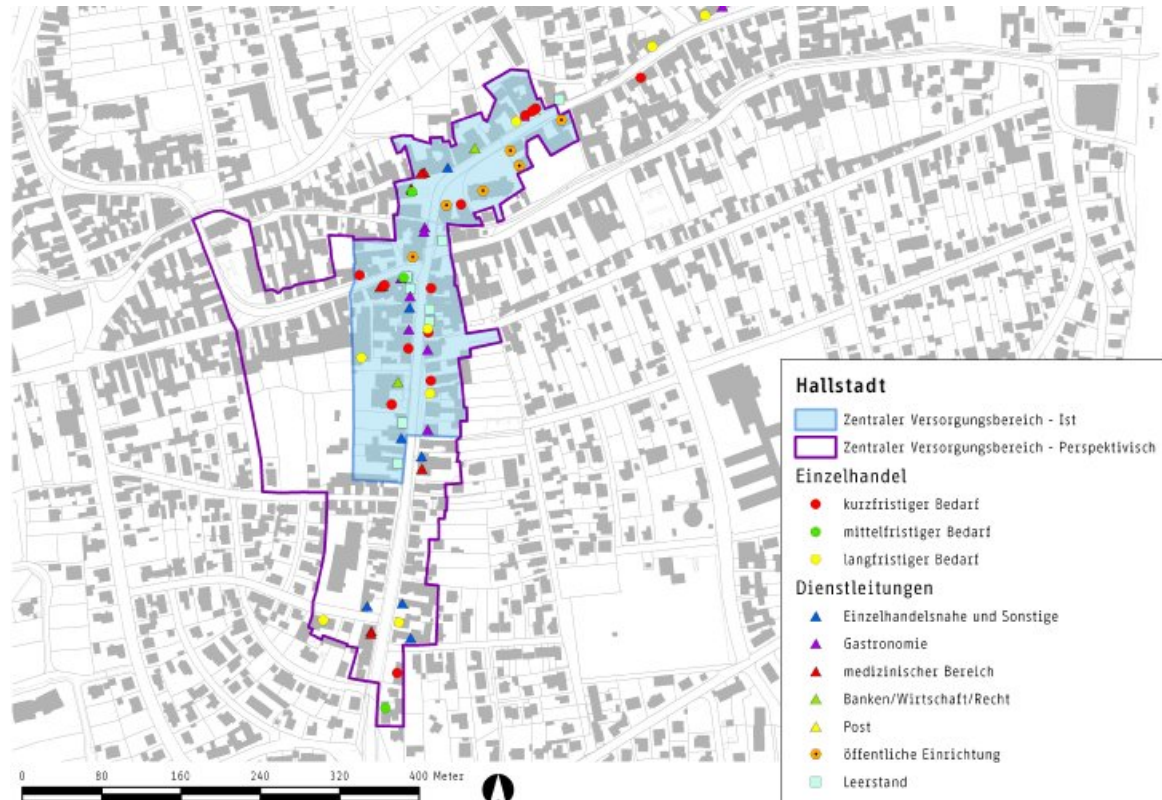 Hallstadt
Zentraler Versorgungsbereich - Ist
Zentraler Versorgungsbereich - Perspektivisch
Einzelhandel
kurzfristiger Bedarf
mittelfristiger Bedarf
langfristiger Bedarf
Dienstleitungen
Einzelhandelsnahe und Sonstige
Gastronomie
medizinischer Bereich
Banken/Wirtschaft/Recht
Post
öffentliche Einrichtung
Leerstand
0 80 160 240 320 400 Meter